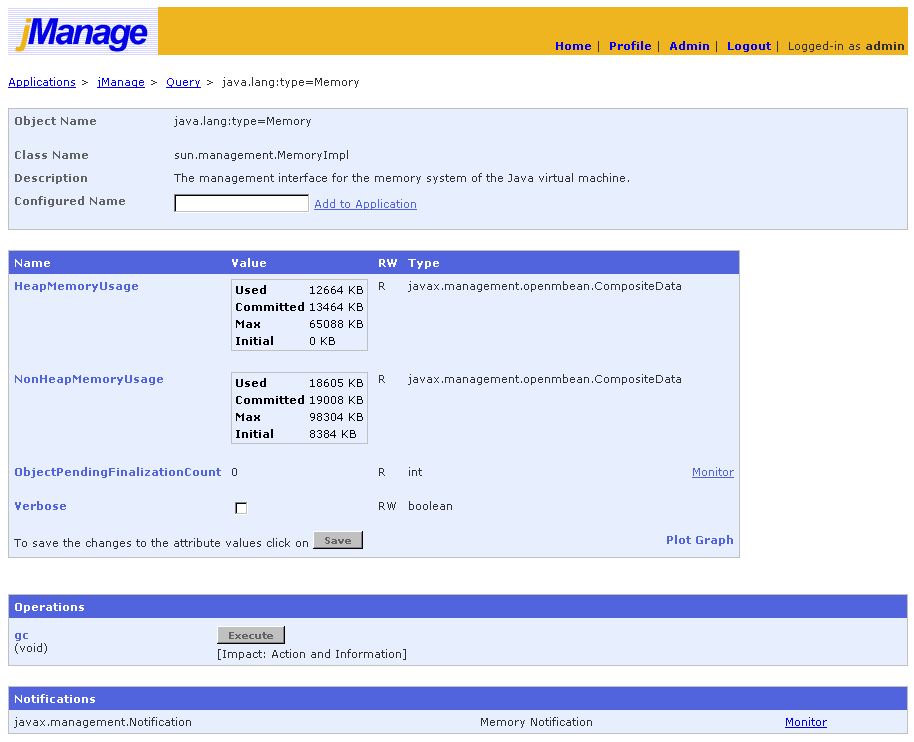 jManage
Home | Profile | Admin | Logout | Logged-in as admin
Applications > jManage > Query > java.lang:type=Memory
Object Name java.lang:type=Memory
Class Name sun.management.MemoryImpl
Description The management interface for the memory system of the Java virtual machine.
Configured Name Add to Application
Name Value RW Type
HeapMemoryUsage Used 12664 KB R javax.management.openmbean.CompositeData
Committed 13464 KB
Max 65088 KB
Initial 0 KB
NonHeapMemoryUsage Used 18605 KB R javax.management.openmbean.CompositeData
Committed 19008 KB
Max 98304 KB
Initial 8384 KB
ObjectPendingFinalizationCount 0 R int Monitor
Verbose RW boolean
To save the changes to the attribute values click on Save Plot Graph
Operations
gc Execute
(void)
[Impact: Action and Information]
Notifications
javax.management.Notification Memory Notification Monitor